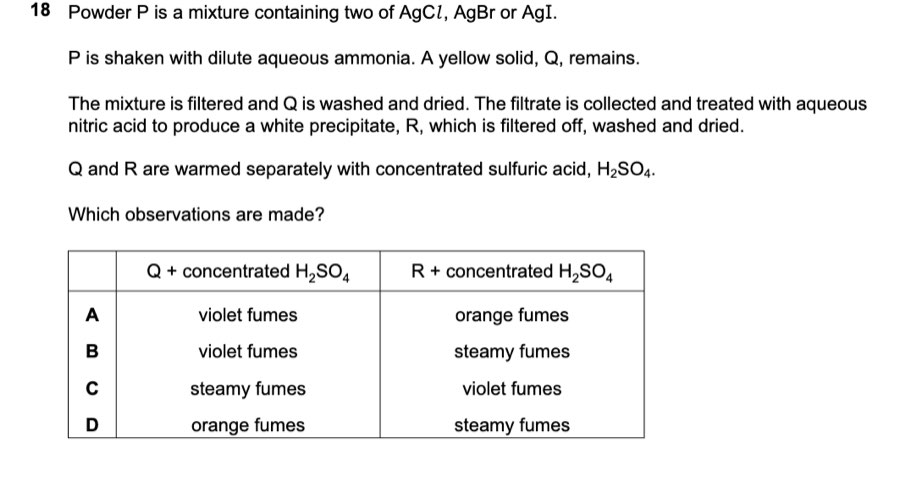 18 Powder P is a mixture containing two of AgCl, AgBr or AgI.
P is shaken with dilute aqueous ammonia. A yellow solid, Q, remains.
The mixture is filtered and Q is washed and dried. The filtrate is collected and treated with aqueous
nitric acid to produce a white precipitate, R, which is filtered off, washed and dried.
Q and R are warmed separately with concentrated sulfuric acid, H₂SO₄.
Which observations are made?
Q + concentrated H₂SO₄ R + concentrated H₂SO₄
A violet fumes orange fumes
B violet fumes steamy fumes
C steamy fumes violet fumes
D orange fumes steamy fumes